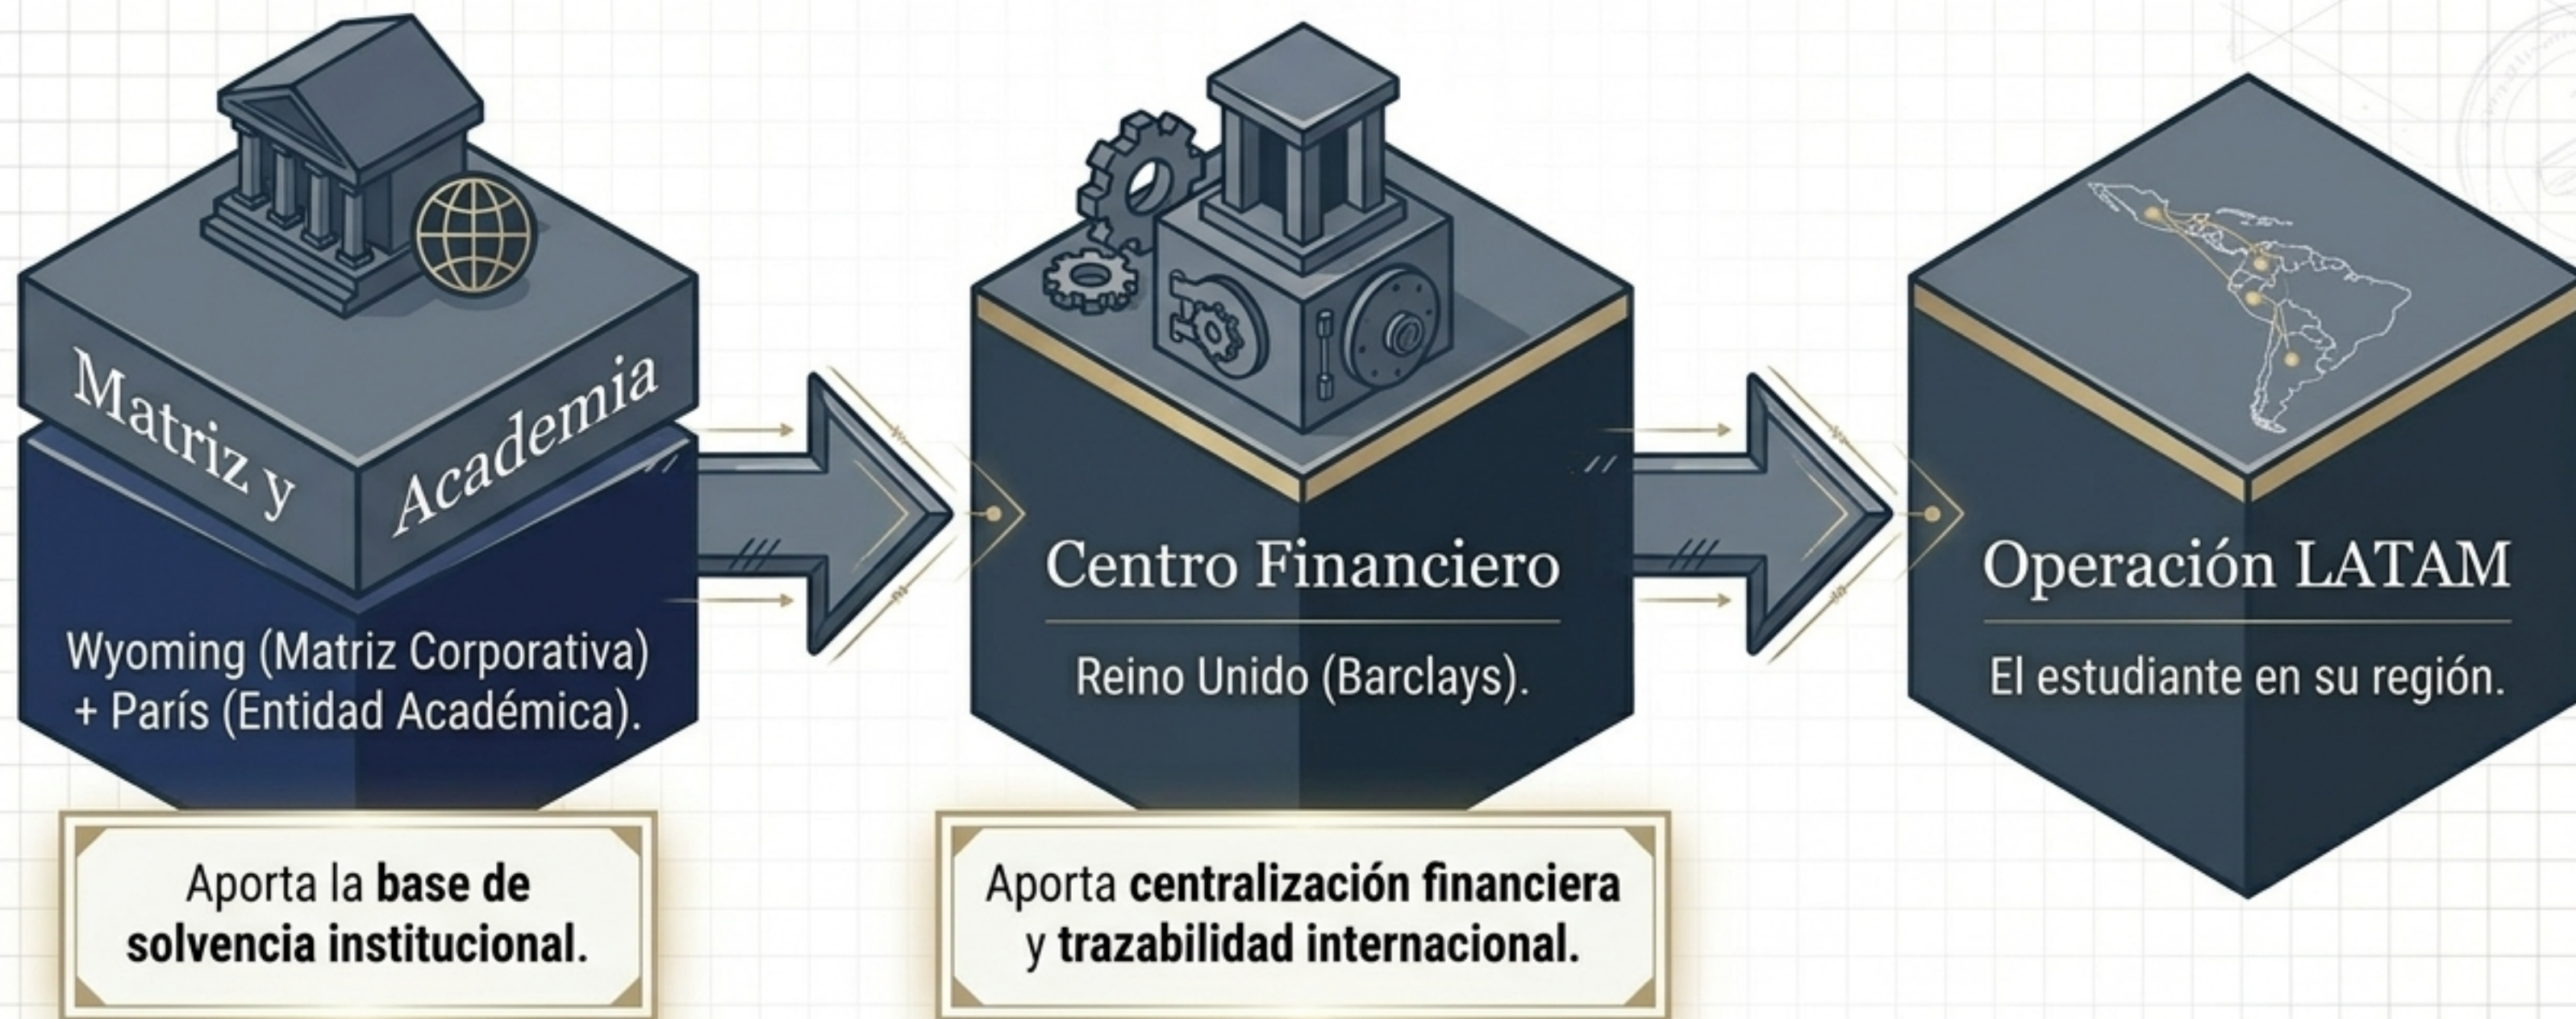 Matriz y Academia
Wyoming (Matriz Corporativa)
+ París (Entidad Académica).
Aporta la base de
solvencia institucional.
Centro Financiero
Reino Unido (Barclays).
Aporta centralización financiera
y trazabilidad internacional.
Operación LATAM
El estudiante en su región.